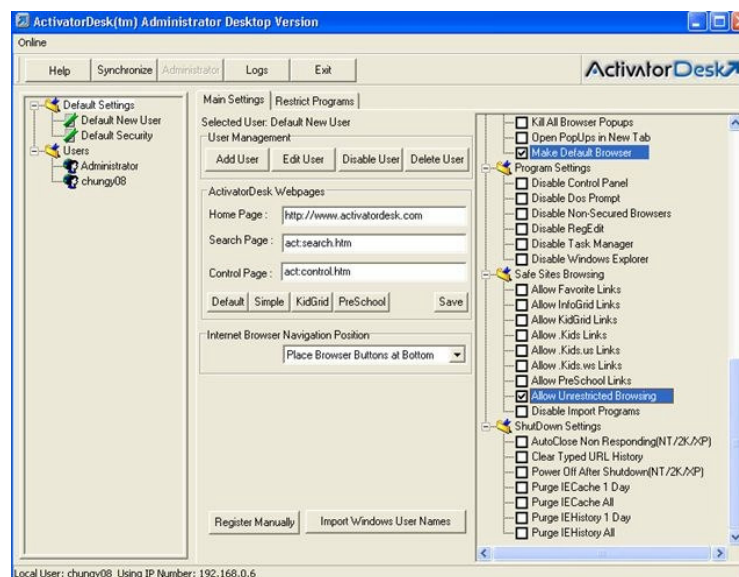 ActivatorDesk(tm) Administrator Desktop Version
Online
Help Synchronize Administrator Logs Exit
ActivatorDesk
Default Settings
Default New User
Default Security
Users
Administrator
chungy08
Main Settings Restrict Programs
Selected User: Default New User
User Management
Add User Edit User Disable User Delete User
ActivatorDesk Webpages
Home Page : http://www.activatordesk.com
Search Page : act:search.htm
Control Page : act:control.htm
Default Simple KidGrid PreSchool Save
Internet Browser Navigation Position
Place Browser Buttons at Bottom
Register Manually Import Windows User Names
Kill All Browser Popups
Open PopUps in New Tab
Make Default Browser
Program Settings
Disable Control Panel
Disable Dos Prompt
Disable Non-Secured Browsers
Disable RegEdit
Disable Task Manager
Disable Windows Explorer
Safe Sites Browsing
Allow Favorite Links
Allow InfoGrid Links
Allow KidGrid Links
Allow .Kids Links
Allow .Kids.us Links
Allow .Kids.ws Links
Allow PreSchool Links
Allow Unrestricted Browsing
Disable Import Programs
ShutDown Settings
AutoClose Non Responding(NT/2K/XP)
Clear Typed URL History
Power Off After Shutdown(NT/2K/XP)
Purge IECache 1 Day
Purge IECache All
Purge IEHistory 1 Day
Purge IEHistory All
Local User: chungy08 Using IP Number: 192.168.0.6